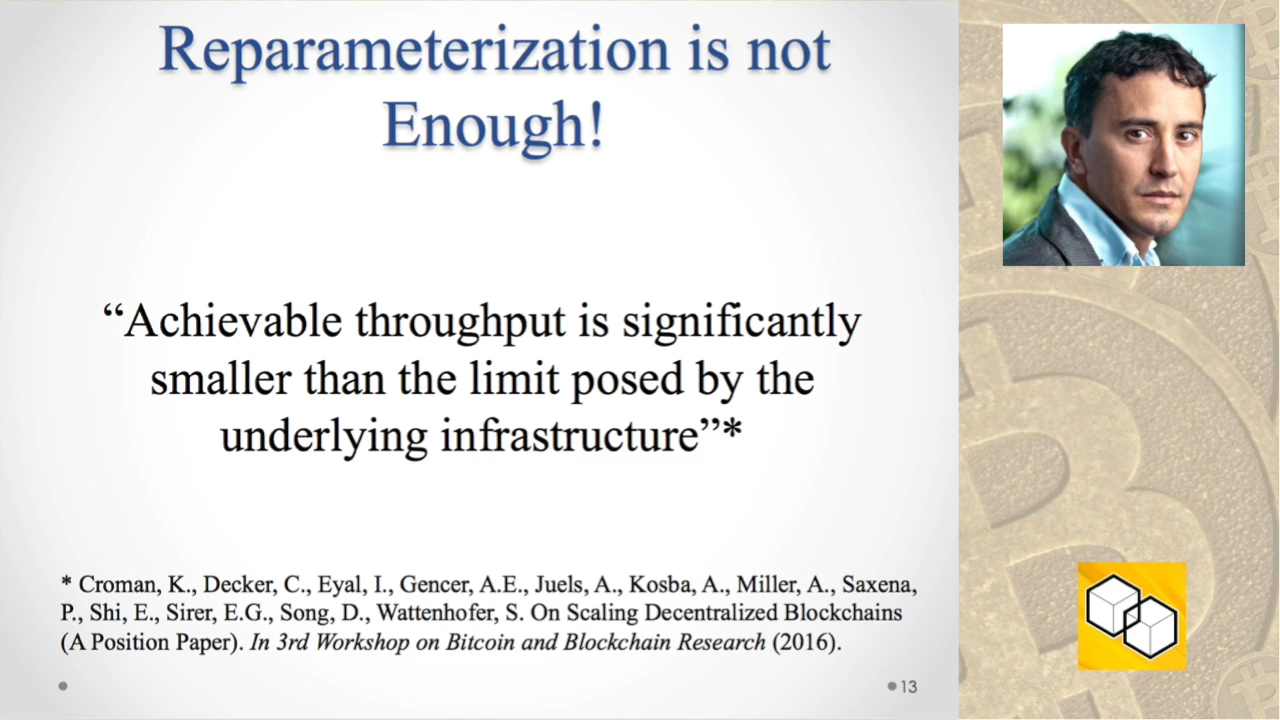 Reparameterization is not
Enough!
“Achievable throughput is significantly
smaller than the limit posed by the
underlying infrastructure”*
* Croman, K., Decker, C., Eyal, I., Gencer, A.E., Juels, A., Kosba, A., Miller, A., Saxena,
P., Shi, E., Sirer, E.G., Song, D., Wattenhofer, S. On Scaling Decentralized Blockchains
(A Position Paper). In 3rd Workshop on Bitcoin and Blockchain Research (2016).
13